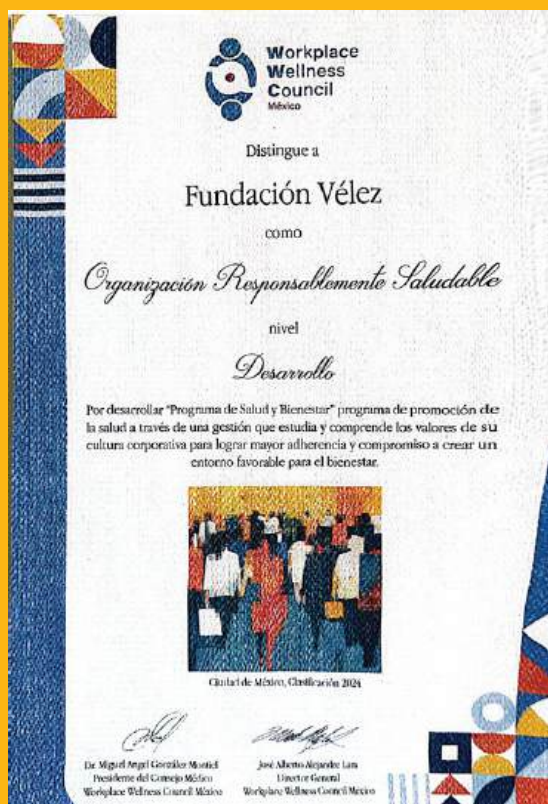 Workplace
Wellness
Council
México
Distingue a
Fundación Vélez
como
Organización Responsablemente Saludable
nivel
Desarrollo
Por desarrollar "Programa de Salud y Bienestar" programa de promoción de
la salud a través de una gestión que estudia y comprende los valores de su
cultura corporativa para lograr mayor adherencia y compromiso a crear un
entorno favorable para el bienestar.
Ciudad de México, Clasificación 2024
Dr. Miguel Angel González Montiel
Presidente del Consejo Médico
Workplace Wellness Council México
José Alberto Alejandre Lara
Director General
Workplace Wellness Council México